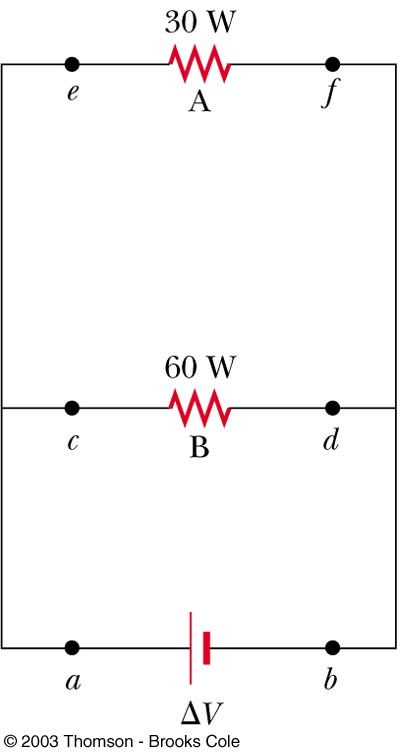 30 W
e A f
60 W
c B d
a b
ΔV
© 2003 Thomson - Brooks Cole